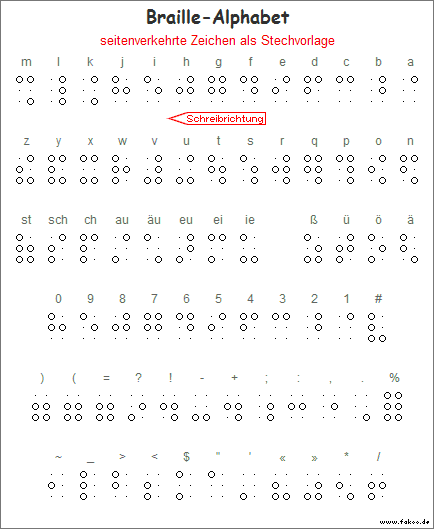 Braille-Alphabet
seitenverkehrte Zeichen als Stechvorlage
m l k j i h g f e d c b a
Schreibrichtung
z y x w v u t s r q p o n
st sch ch au äu eu ei ie ß ü ö ä
0 9 8 7 6 5 4 3 2 1 #
) ( = ? ! - + ; : , . %
~ _ > < $ " ' « » * /
www.fakoo.de